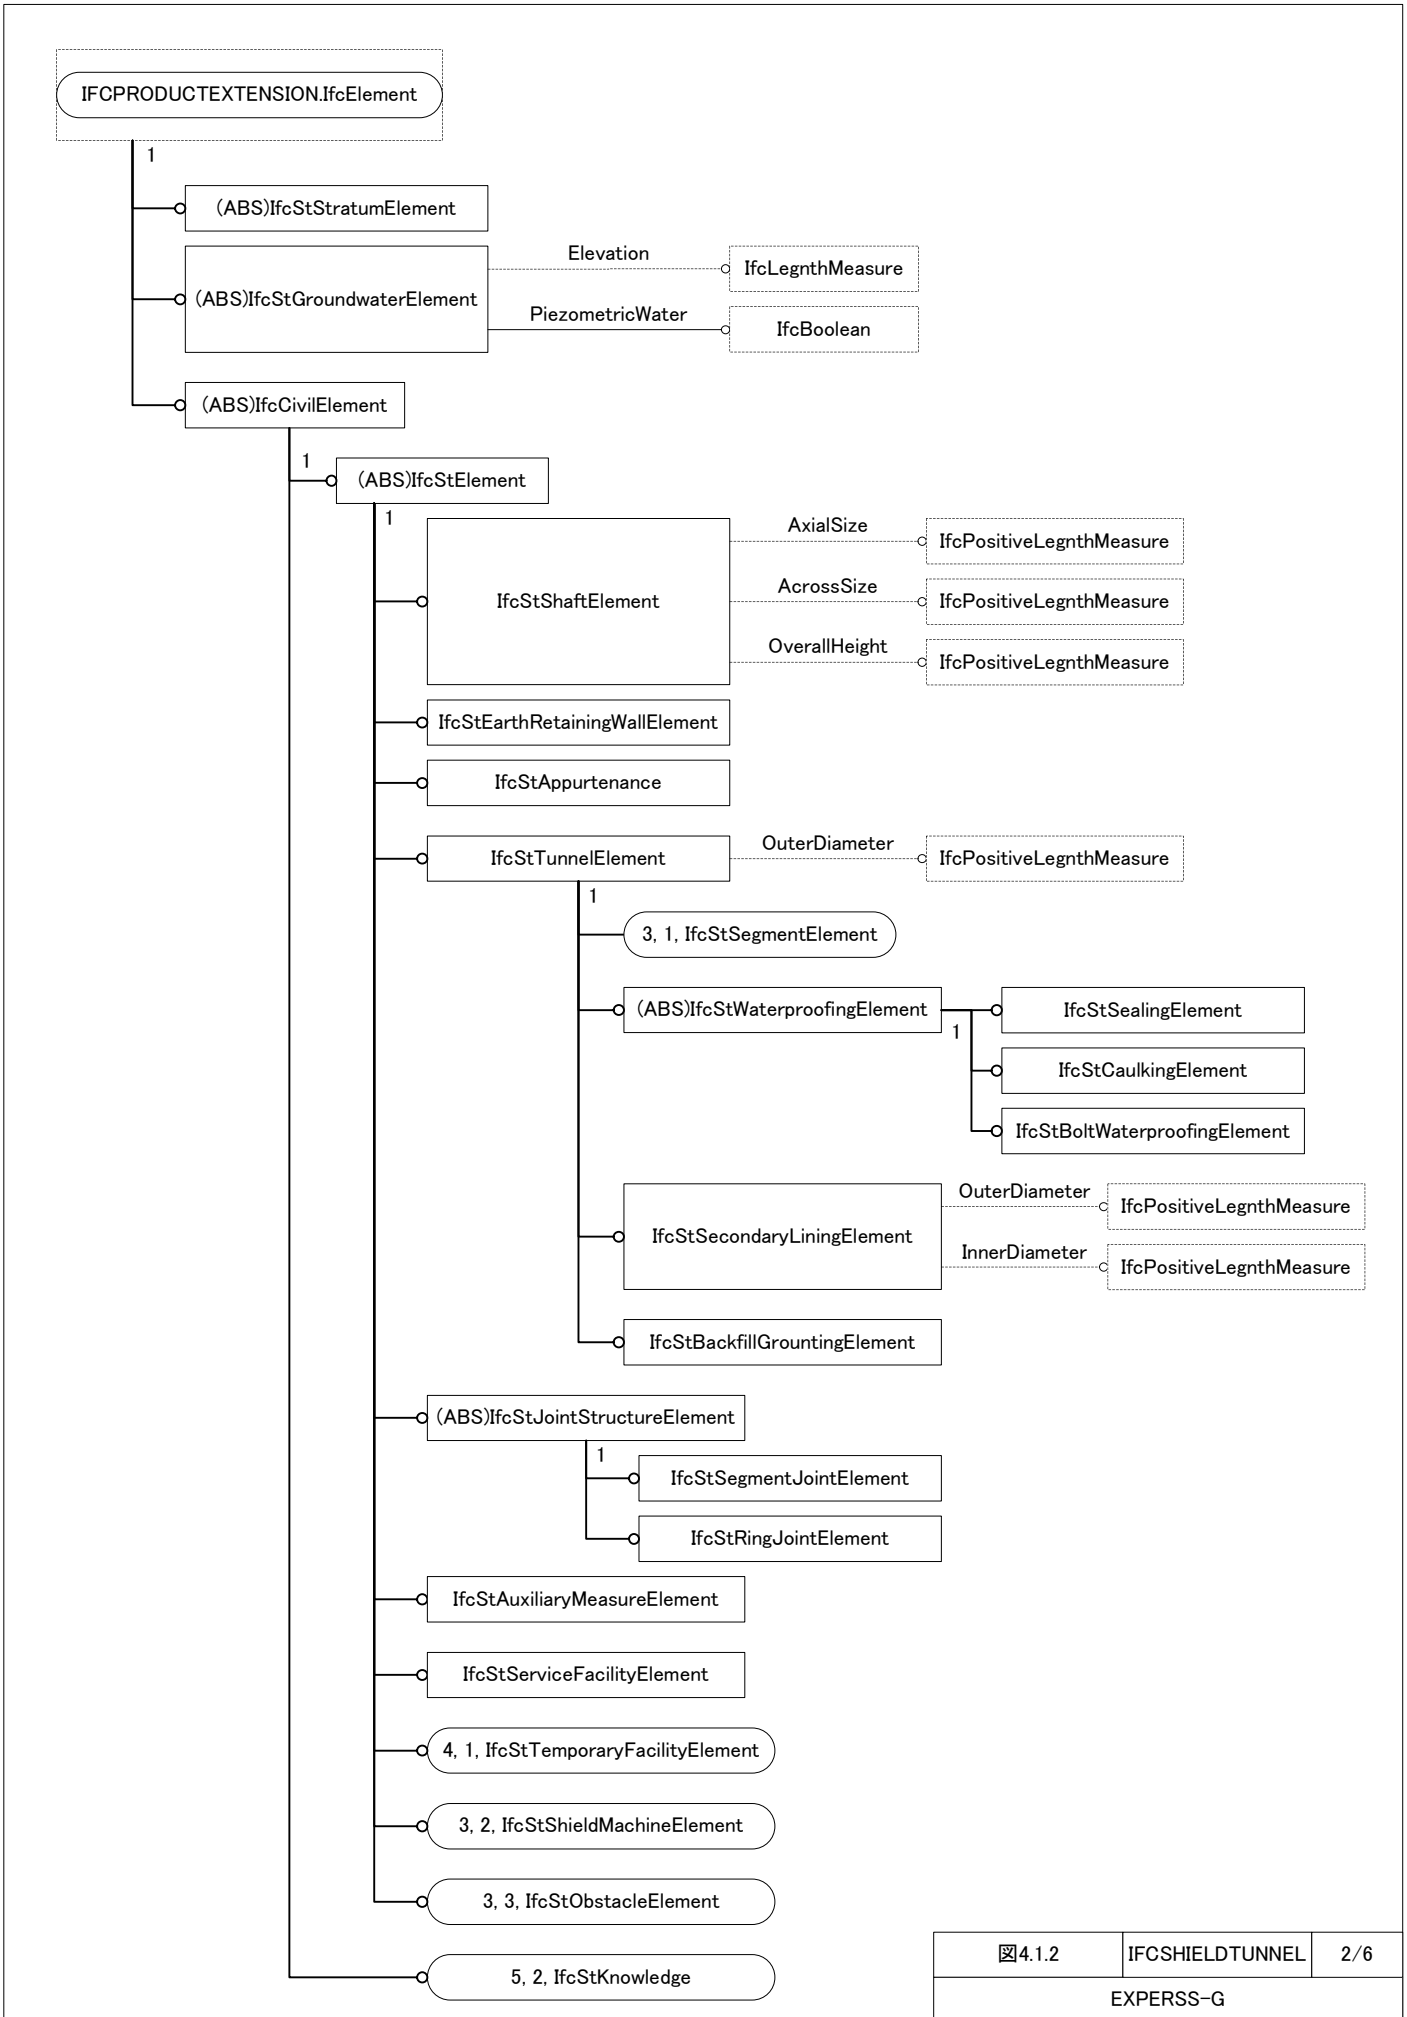 IFCPRODUCTEXTENSION.IfcElement
1
(ABS)IfcStStratumElement
Elevation
IfcLegnthMeasure
(ABS)IfcStGroundwaterElement
PiezometricWater
IfcBoolean
(ABS)IfcCivilElement
1
(ABS)IfcStElement
1
AxialSize
IfcPositiveLegnthMeasure
AcrossSize
IfcPositiveLegnthMeasure
IfcStShaftElement
OverallHeight
IfcPositiveLegnthMeasure
IfcStEarthRetainingWallElement
IfcStAppurtenance
IfcStTunnelElement
OuterDiameter
IfcPositiveLegnthMeasure
1
3, 1, IfcStSegmentElement
(ABS)IfcStWaterproofingElement
1
IfcStSealingElement
IfcStCaulkingElement
IfcStBoltWaterproofingElement
OuterDiameter
IfcPositiveLegnthMeasure
IfcStSecondaryLiningElement
InnerDiameter
IfcPositiveLegnthMeasure
IfcStBackfillGrountingElement
(ABS)IfcStJointStructureElement
1
IfcStSegmentJointElement
IfcStRingJointElement
IfcStAuxiliaryMeasureElement
IfcStServiceFacilityElement
4, 1, IfcStTemporaryFacilityElement
3, 2, IfcStShieldMachineElement
3, 3, IfcStObstacleElement
5, 2, IfcStKnowledge
図4.1.2
IFCSHIELDTUNNEL
2/6
EXPERSS-G